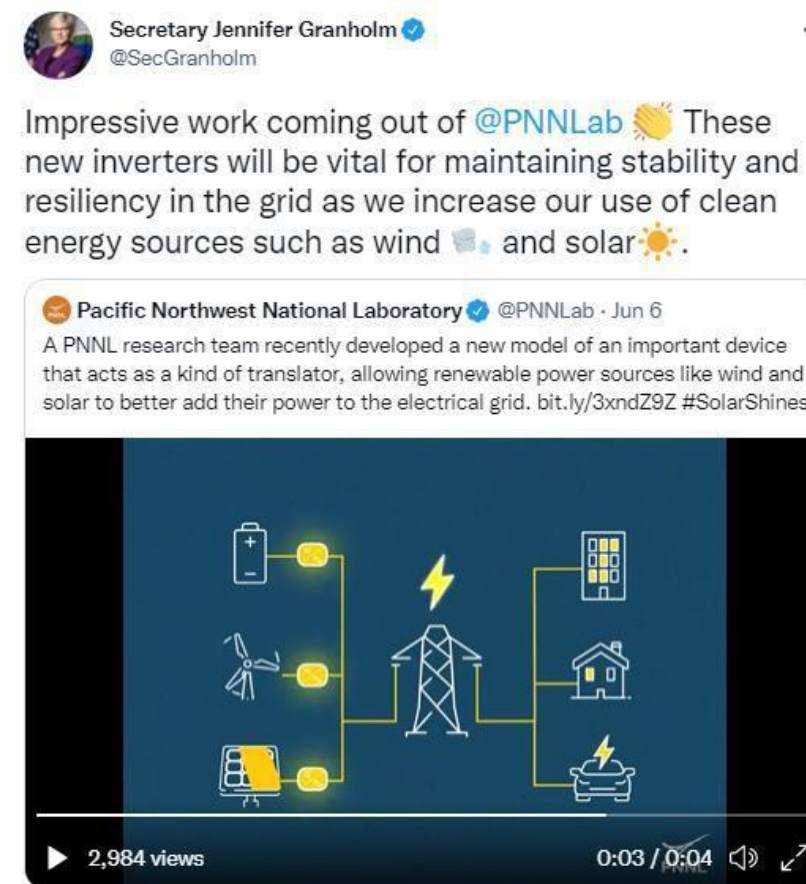 Secretary Jennifer Granholm
@SecGranholm
Impressive work coming out of @PNNLab 👏 These
new inverters will be vital for maintaining stability and
resiliency in the grid as we increase our use of clean
energy sources such as wind 🌬️ and solar☀️.
Pacific Northwest National Laboratory @PNNLab · Jun 6
A PNNL research team recently developed a new model of an important device
that acts as a kind of translator, allowing renewable power sources like wind and
solar to better add their power to the electrical grid. bit.ly/3xndZ9Z #SolarShines
2,984 views
0:03 / 0:04
PNNL